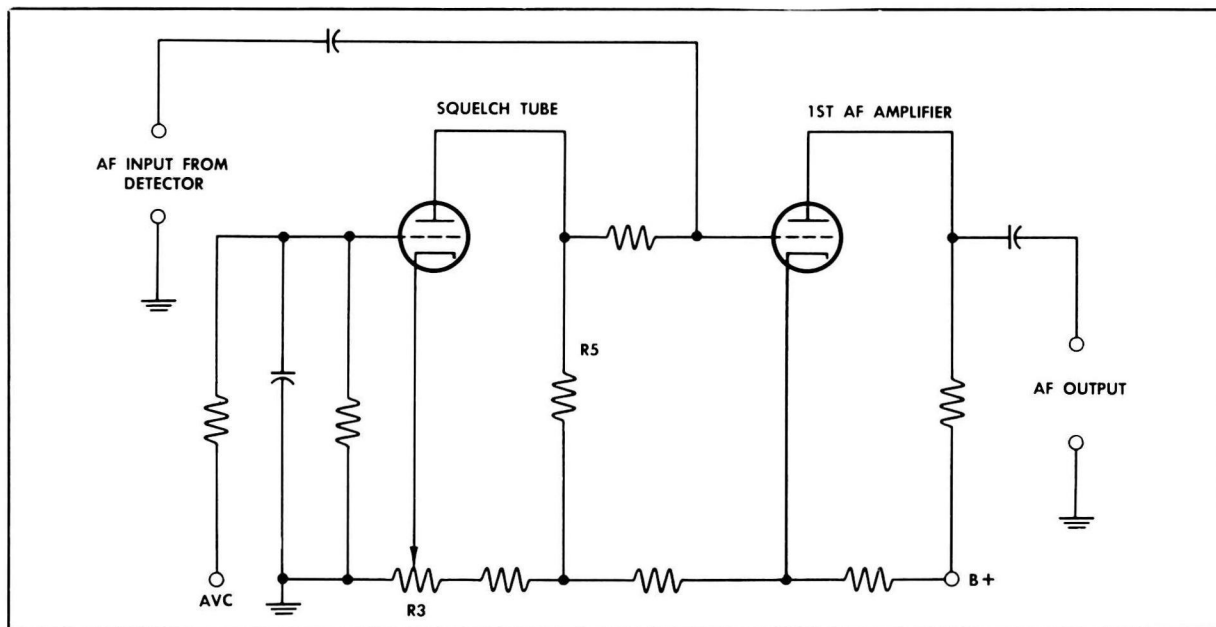 SQUELCH TUBE
1ST AF AMPLIFIER
AF INPUT FROM
DETECTOR
R5
AF OUTPUT
AVC
R3
B+